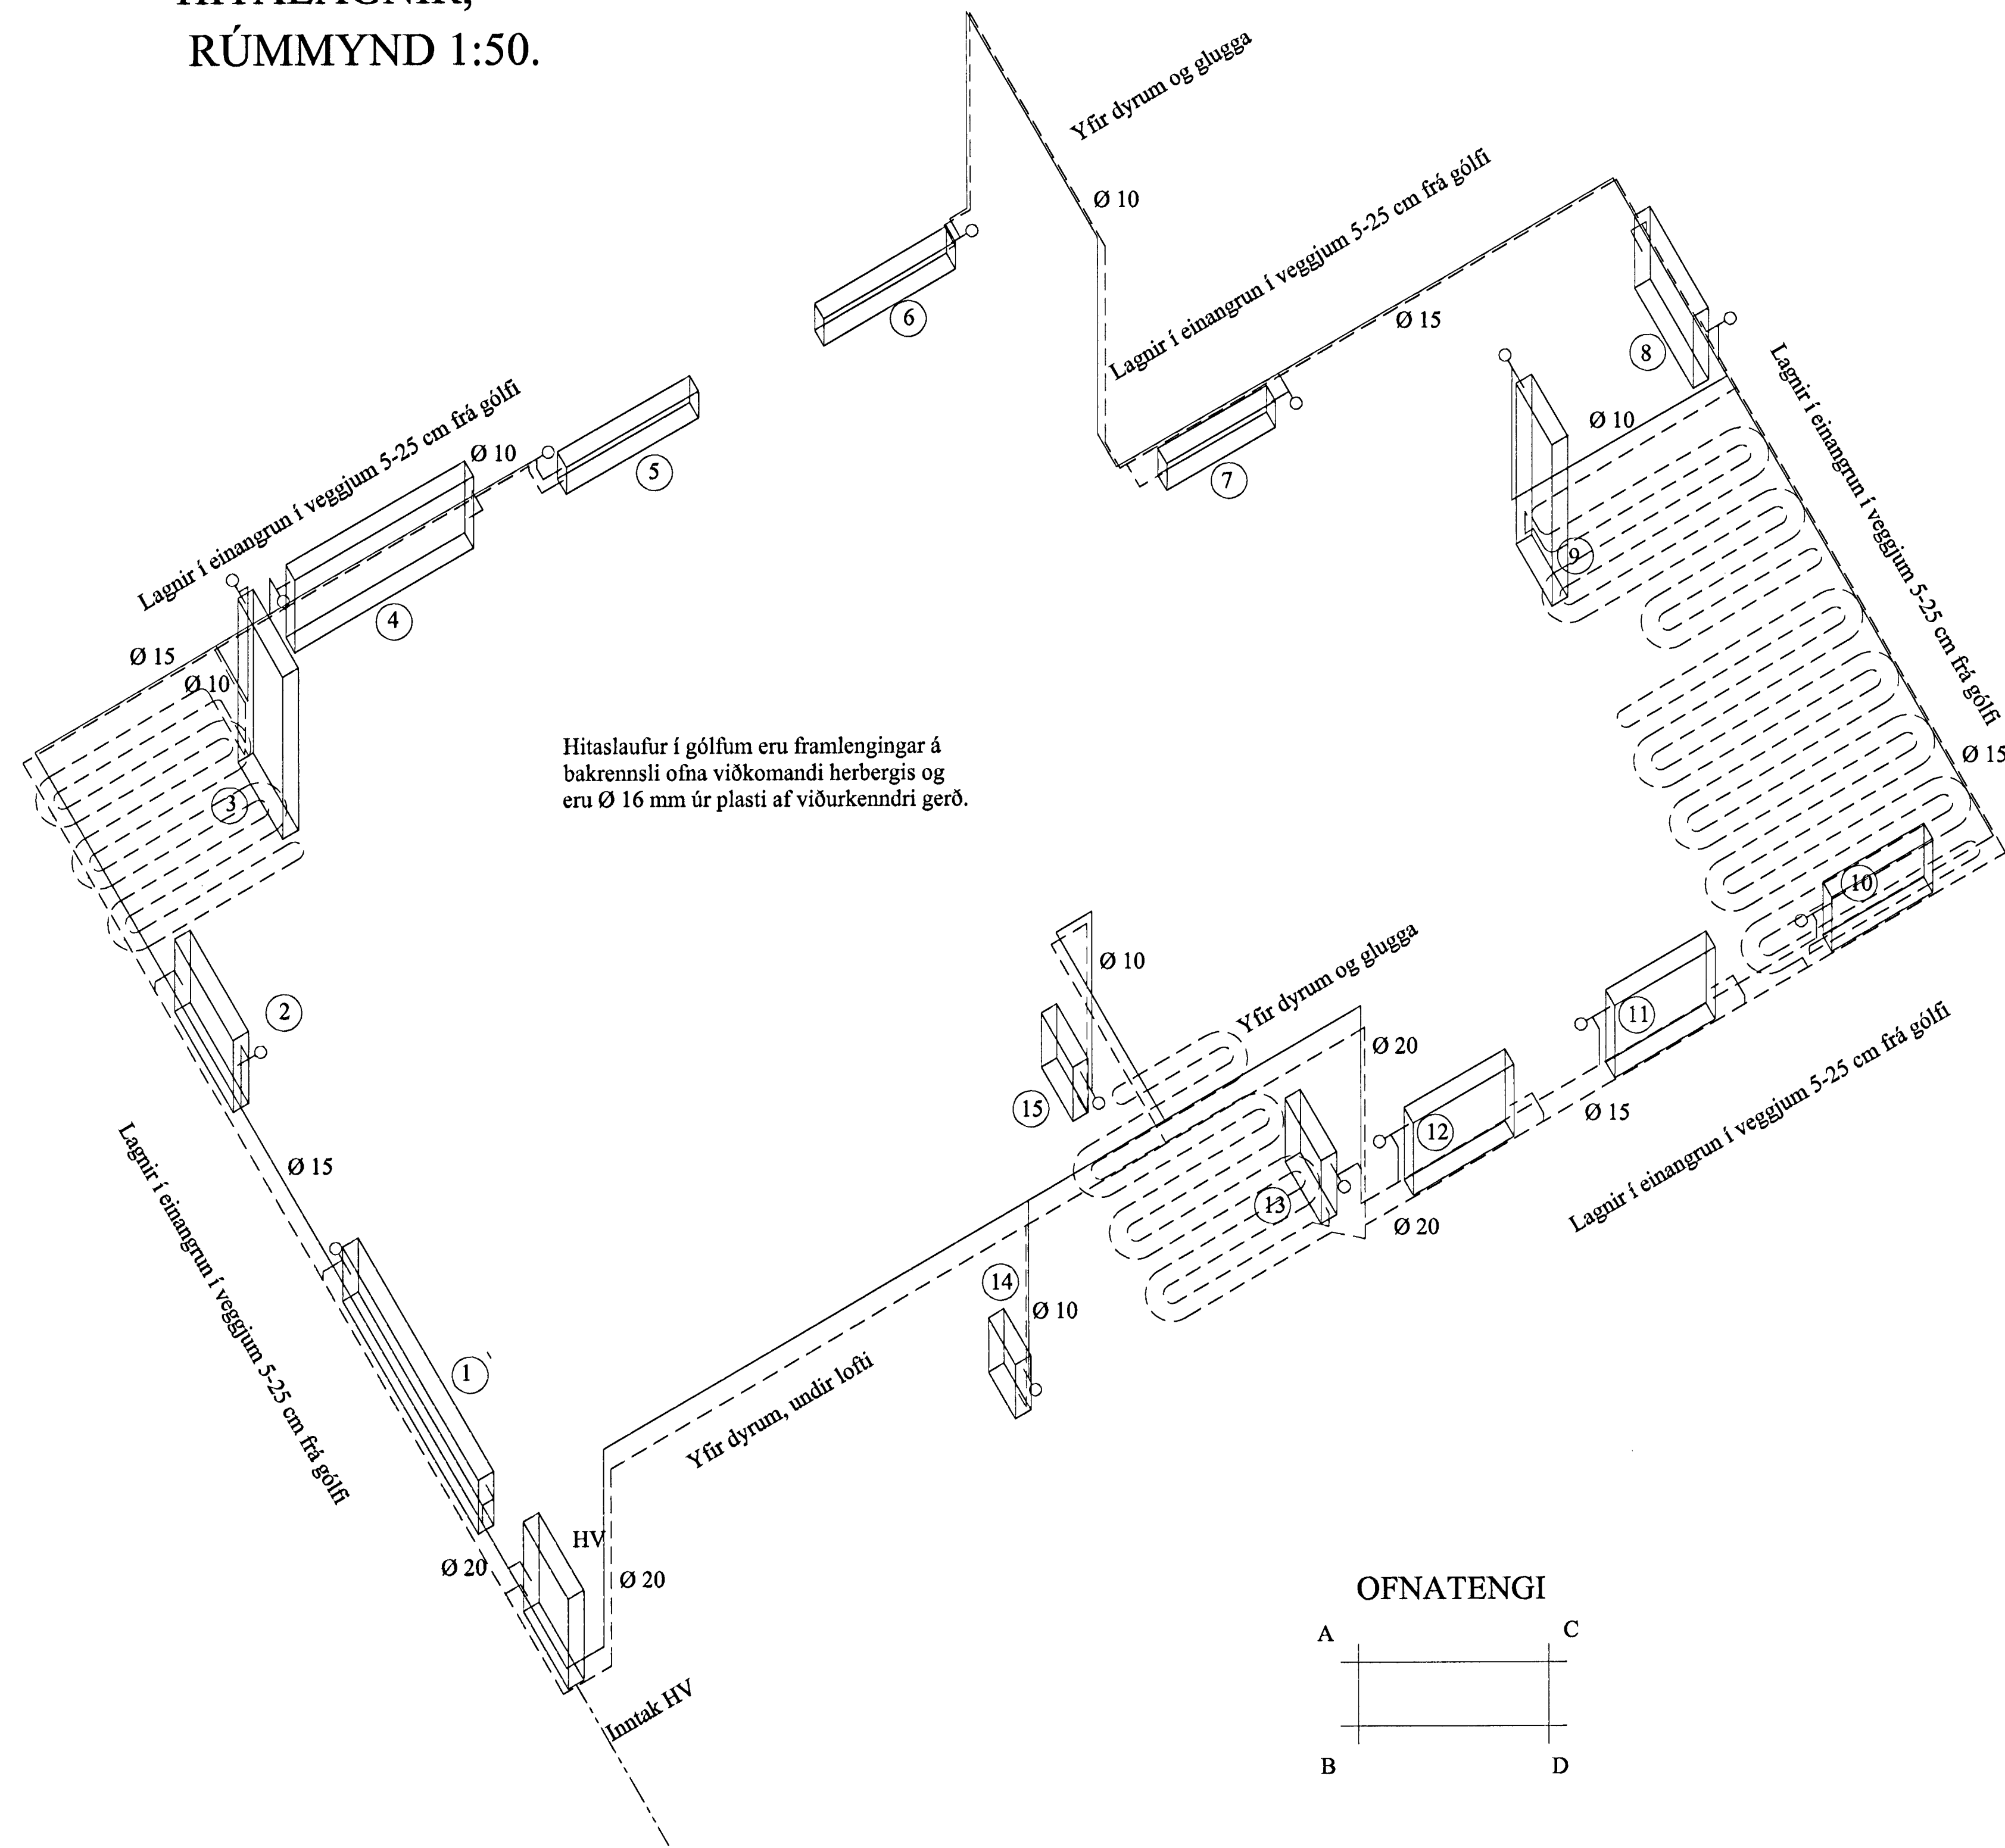 HITALAGNIR,
RÚMMYND 1:50.
Yfir dyrum og glugga
Ø 10
Lagnir í einangrun í veggjum 5-25 cm frá gólfi
Ø 15
6
8
Lagnir í einangrun í veggjum 5-25 cm frá gólfi
Ø 10
5
7
Ø 10
9
Lagnir í einangrun í veggjum 5-25 cm frá gólfi
4
Ø 15
Ø 10
3
Hitaslaufur í gólfum eru framlengingar á
bakrennsli ofna viðkomandi herbergis og
eru Ø 16 mm úr plasti af viðurkenndri gerð.
Ø 15
10
2
Ø 10
Yfir dyrum og glugga
11
Ø 20
15
12
Ø 15
Lagnir í einangrun í veggjum 5-25 cm frá gólfi
Lagnir í einangrun í veggjum 5-25 cm frá gólfi
Ø 15
13
Ø 20
14
Ø 10
1
Yfir dyrum, undir lofti
HV
Ø 20
Ø 20
Inntak HV
OFNATENGI
A
C
B
D